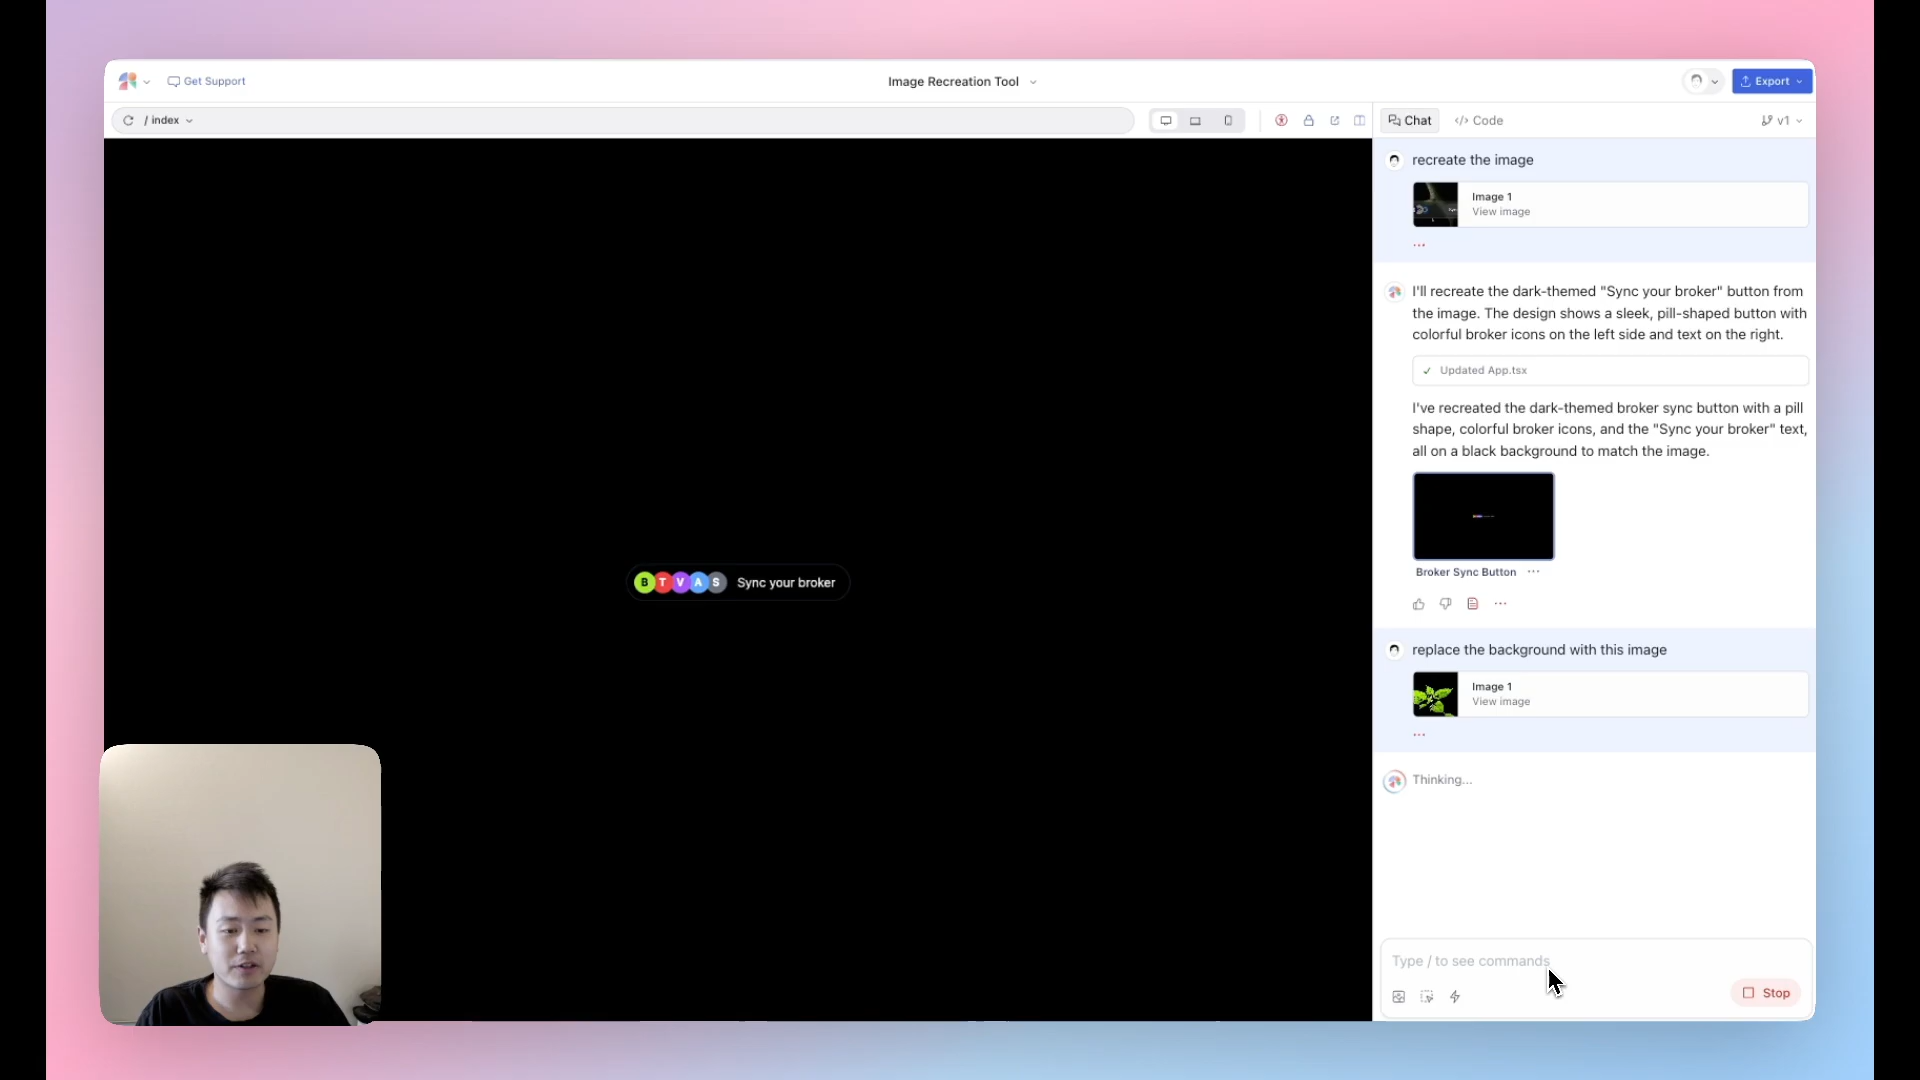 Get Support
Image Recreation Tool
Export
/ index
Chat
</> Code
v1
recreate the image
Image 1
View image
...
I'll recreate the dark-themed "Sync your broker" button from
the image. The design shows a sleek, pill-shaped button with
colorful broker icons on the left side and text on the right.
Updated App.tsx
I've recreated the dark-themed broker sync button with a pill
shape, colorful broker icons, and the "Sync your broker" text,
all on a black background to match the image.
Broker Sync Button ...
B T V A S Sync your broker
replace the background with this image
Image 1
View image
...
Thinking...
Type / to see commands
Stop